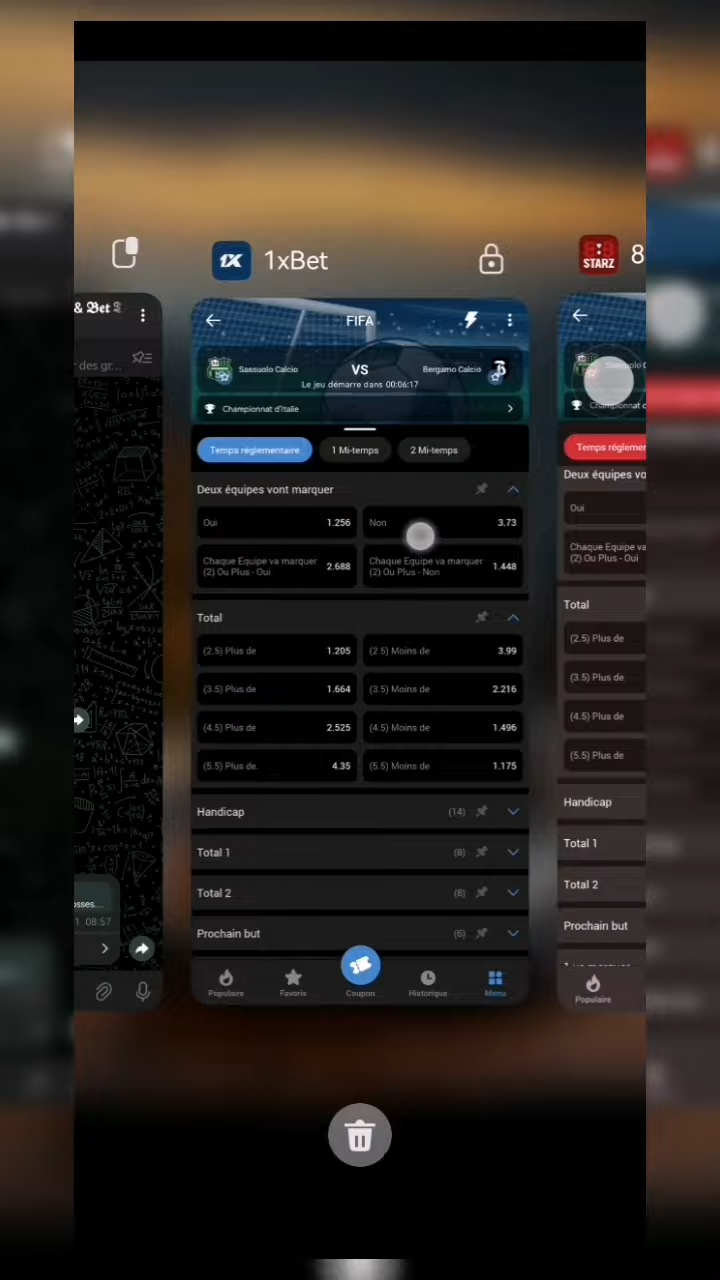 1X 1xBet
STARZ 8
& 𝕭et
FIFA
Sassuolo Calcio
VS
Bergamo Calcio
Le jeu démarre dans 00:06:17
Championnat d'Italie
Temps réglementaire
1 Mi-temps
2 Mi-temps
Deux équipes vont marquer
Oui 1.256
Non 3.73
Chaque Equipe va marquer
(2) Ou Plus - Oui 2.688
Chaque Equipe va marquer
(2) Ou Plus - Non 1.448
Total
(2.5) Plus de 1.205
(2.5) Moins de 3.99
(3.5) Plus de 1.664
(3.5) Moins de 2.216
(4.5) Plus de 2.525
(4.5) Moins de 1.496
(5.5) Plus de 4.35
(5.5) Moins de 1.175
Handicap (14)
Total 1 (8)
Total 2 (8)
Prochain but (6)
Populaire
Favoris
Coupon
Historique
Menu
08:57
Temps réglemen
Deux équipes vo
Oui
Chaque Equipe va
(2) Ou Plus - Oui
Total
(2.5) Plus de
(3.5) Plus de
(4.5) Plus de
(5.5) Plus de
Handicap
Total 1
Total 2
Prochain but
Populaire